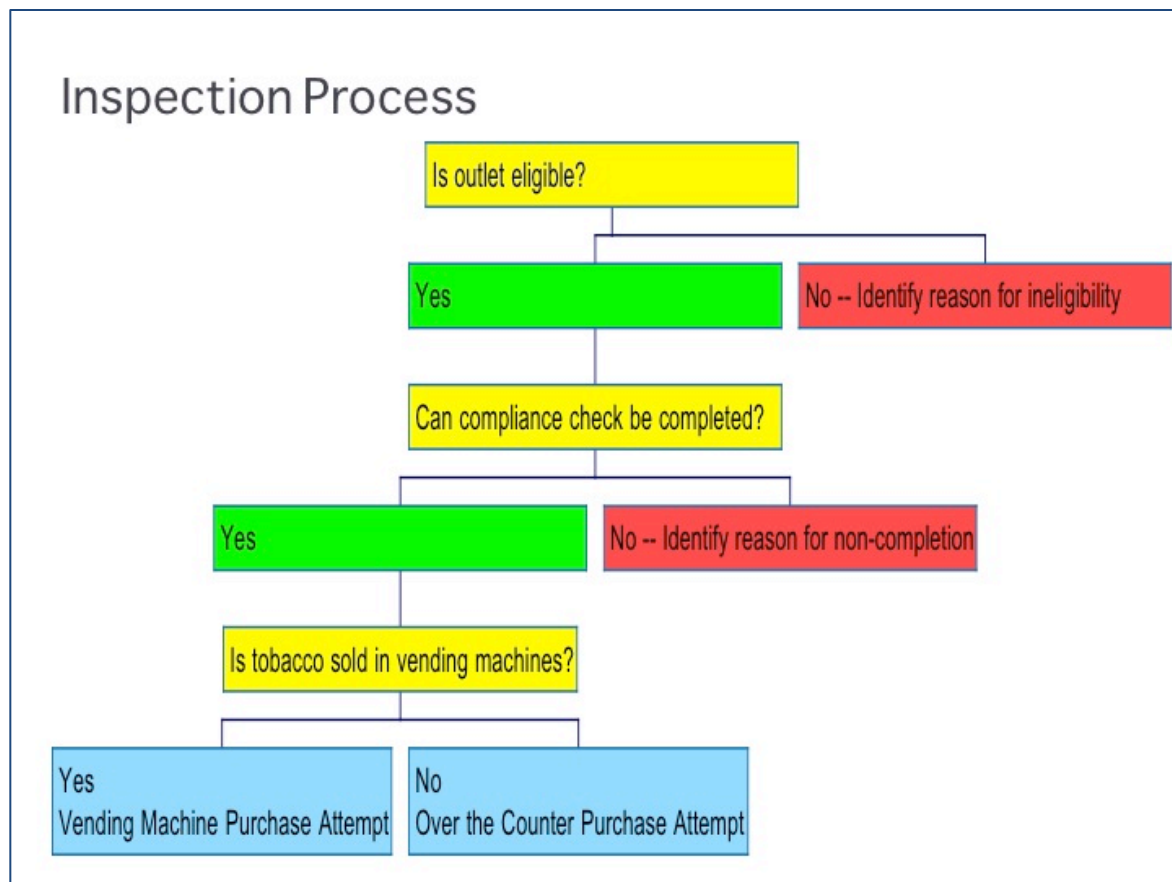 Inspection Process
Is outlet eligible?
Yes
No -- Identify reason for ineligibility
Can compliance check be completed?
Yes
No -- Identify reason for non-completion
Is tobacco sold in vending machines?
Yes
Vending Machine Purchase Attempt
No
Over the Counter Purchase Attempt